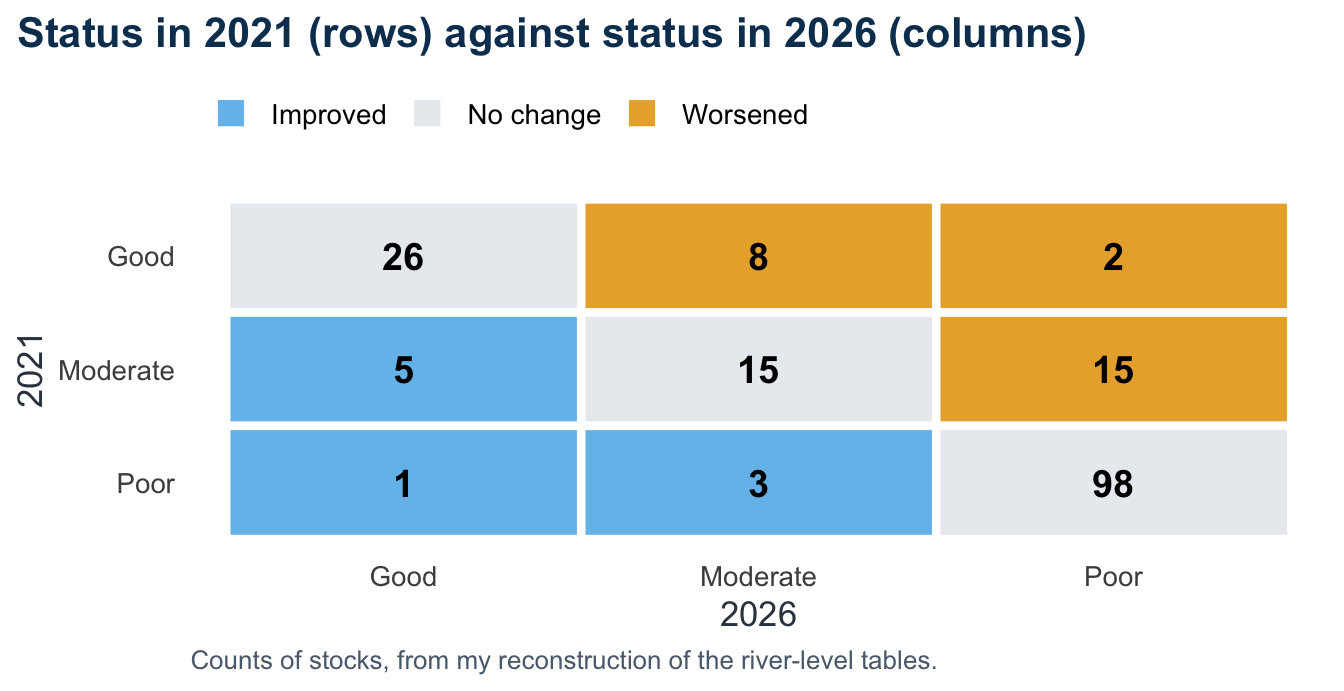 Status in 2021 (rows) against status in 2026 (columns)
Improved No change Worsened
Good 26 8 2
2021
Moderate 5 15 15
Poor 1 3 98
Good Moderate Poor
2026
Counts of stocks, from my reconstruction of the river-level tables.